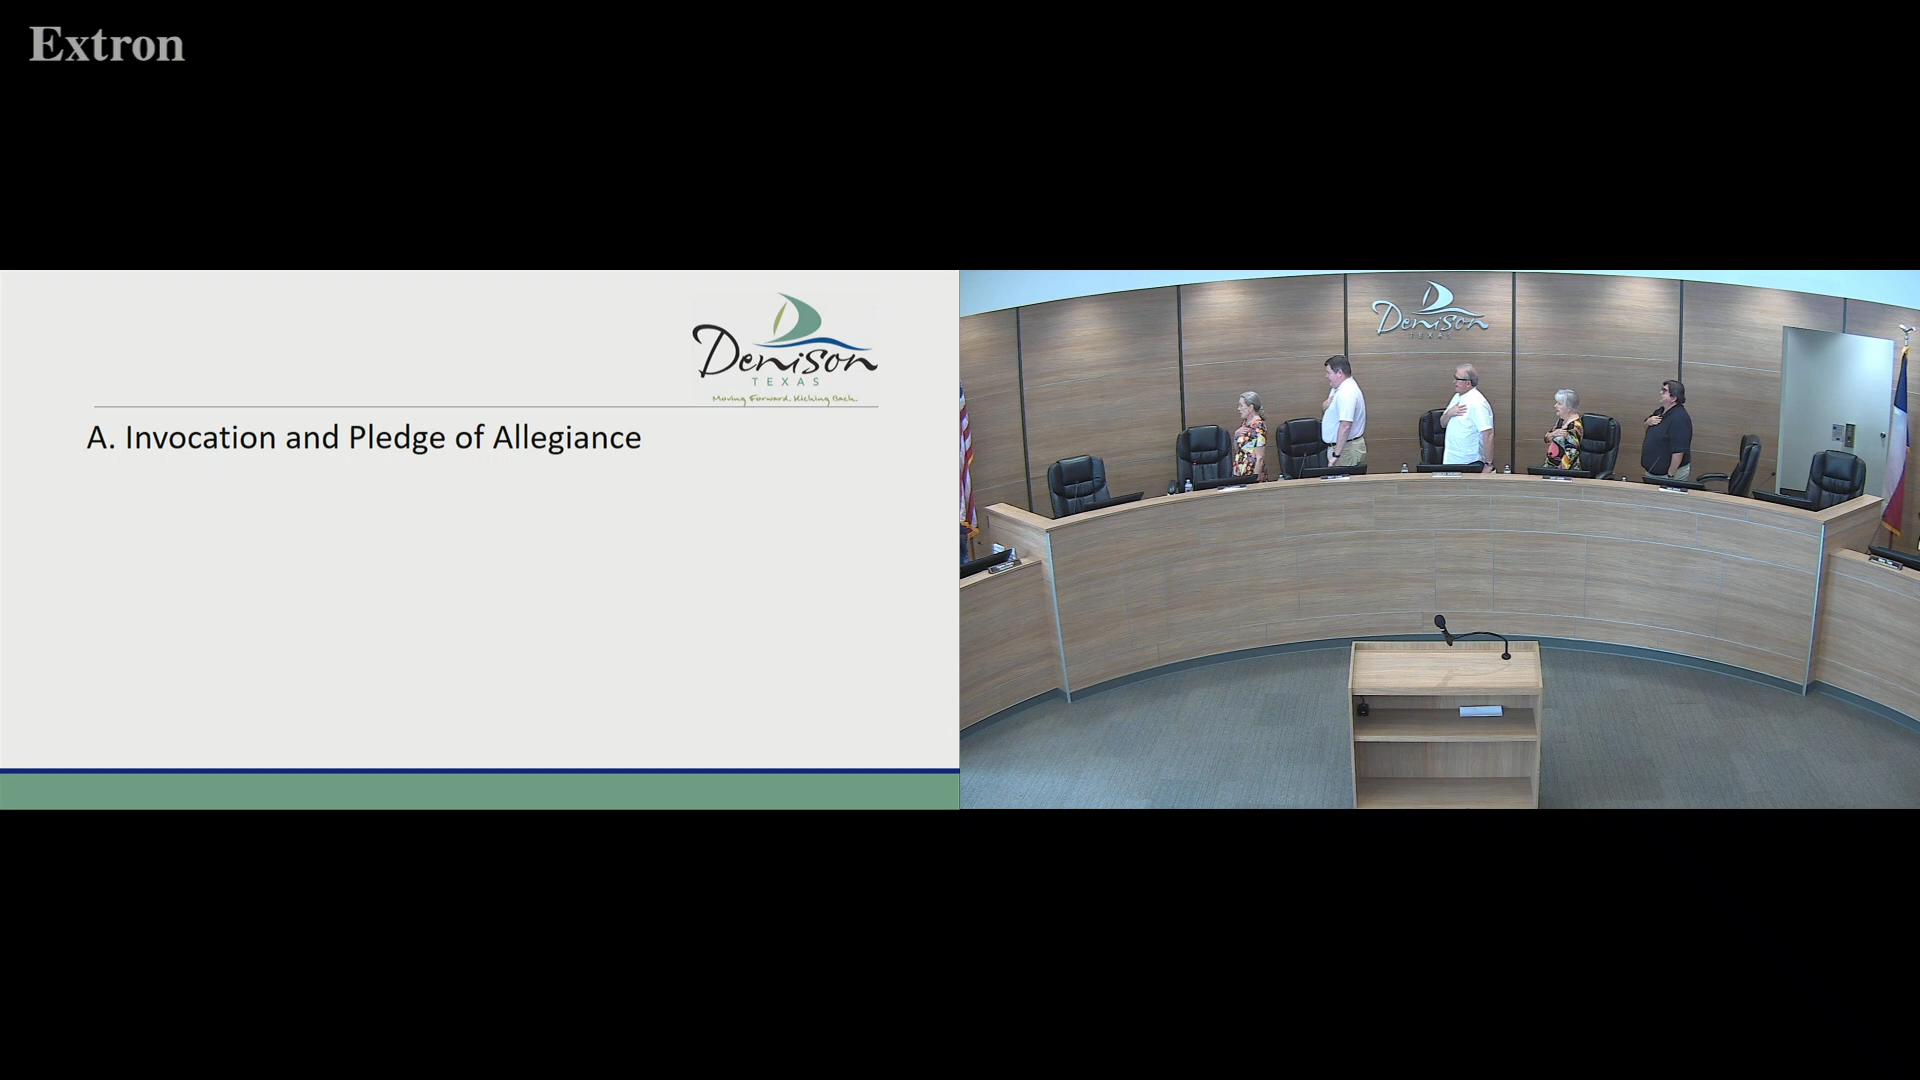 Extron
Denison
TEXAS
Moving Forward. Kicking Back.
A. Invocation and Pledge of Allegiance
Denison
TEXAS